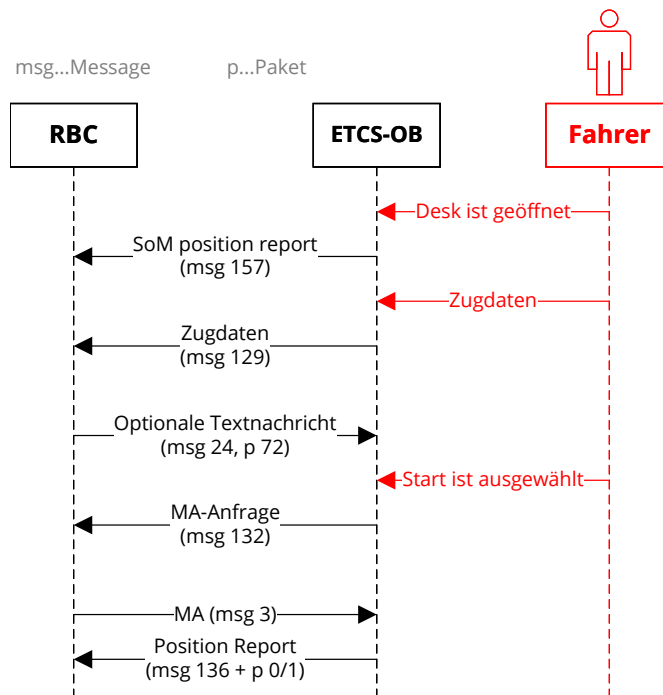 msg...Message
p...Paket
RBC
ETCS-OB
Fahrer
Desk ist geöffnet
SoM position report
(msg 157)
Zugdaten
Zugdaten
(msg 129)
Optionale Textnachricht
(msg 24, p 72)
Start ist ausgewählt
MA-Anfrage
(msg 132)
MA (msg 3)
Position Report
(msg 136 + p 0/1)